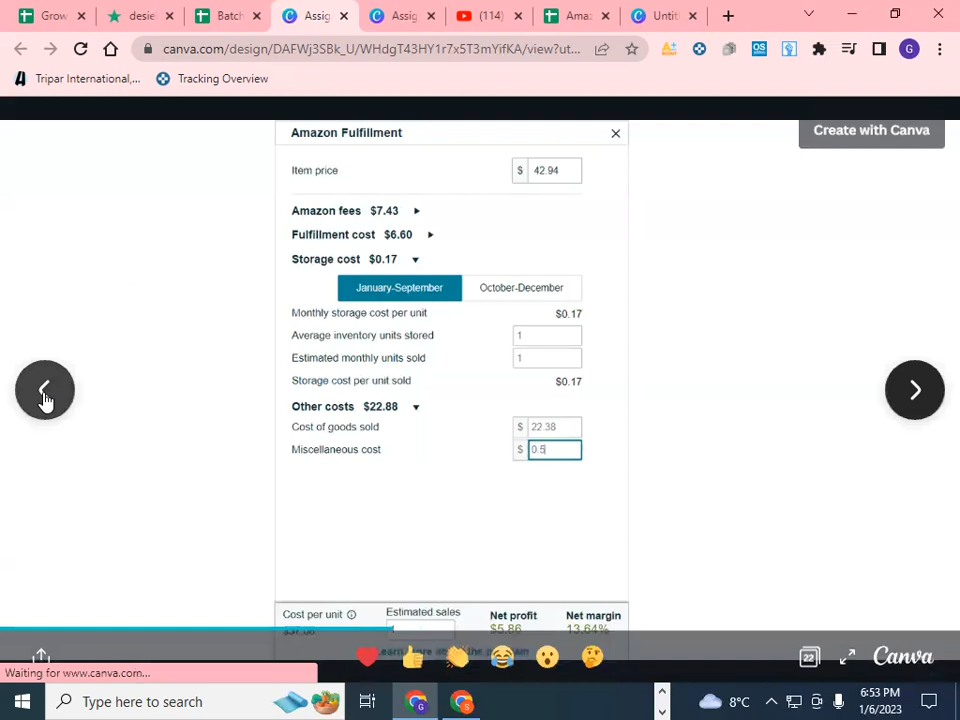 Grow
desie
Batch
Assig
Assig
(114)
Amaz
Untit
canva.com/design/DAFWj3SBk_U/WHdgT43HY1r7x5T3mYifKA/view?ut...
G
Tripar International,...
Tracking Overview
Create with Canva
Amazon Fulfillment
Item price $ 42.94
Amazon fees $7.43
Fulfillment cost $6.60
Storage cost $0.17
January-September October-December
Monthly storage cost per unit $0.17
Average inventory units stored 1
Estimated monthly units sold 1
Storage cost per unit sold $0.17
Other costs $22.88
Cost of goods sold $ 22.38
Miscellaneous cost $ 0.5
Cost per unit Estimated sales Net profit Net margin
$5.86 13.64%
22
Canva
Waiting for www.canva.com...
Type here to search
8°C
6:53 PM
1/6/2023